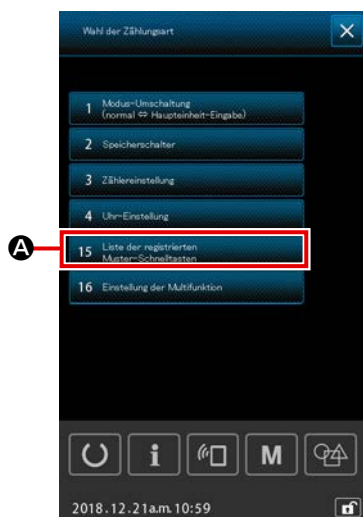 Wahl der Zählungsart
1 Modus-Umschaltung
(normal ⇔ Haupteinheit-Eingabe)
2 Speicherschalter
3 Zählereinstellung
4 Uhr-Einstellung
A
15 Liste der registrierten
Muster-Schnelltasten
16 Einstellung der Multifunktion
i M
2018.12.21a.m.10:59